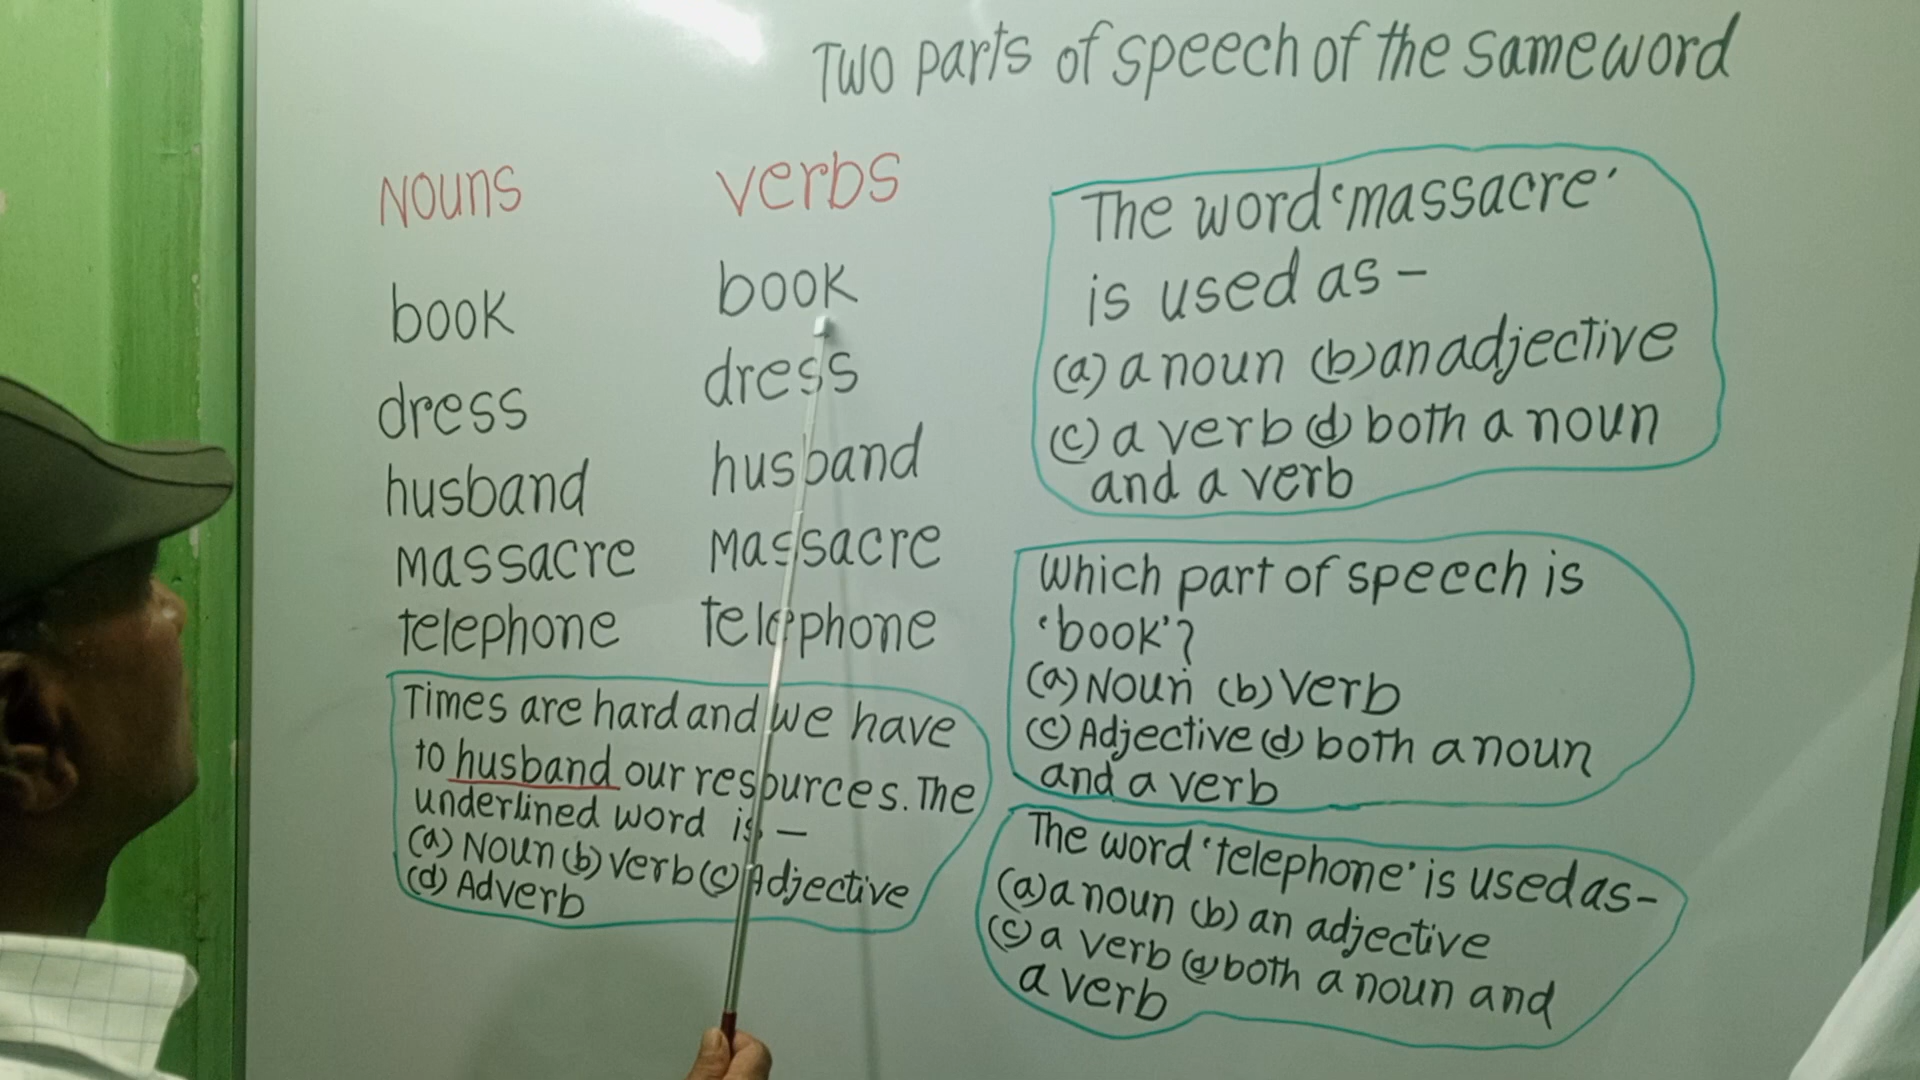 Two parts of speech of the same word
Nouns verbs
book book
dress dress
husband husband
massacre massacre
telephone telephone
Times are hard and we have
to husband our resources. The
underlined word is –
(a) Noun (b) verb (c) Adjective
(d) Adverb
The word ‘massacre’
is used as –
(a) a noun (b) an adjective
(c) a verb (d) both a noun
and a verb
Which part of speech is
‘book’?
(a) Noun (b) verb
(c) Adjective (d) both a noun
and a verb
The word ‘telephone’ is used as –
(a) a noun (b) an adjective
(c) a verb (d) both a noun and
a verb